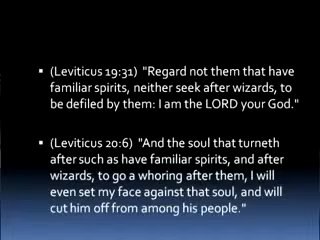 (Leviticus 19:31) "Regard not them that have
familiar spirits, neither seek after wizards, to
be defiled by them: I am the LORD your God."
(Leviticus 20:6) "And the soul that turneth
after such as have familiar spirits, and after
wizards, to go a whoring after them, I will
even set my face against that soul, and will
cut him off from among his people."